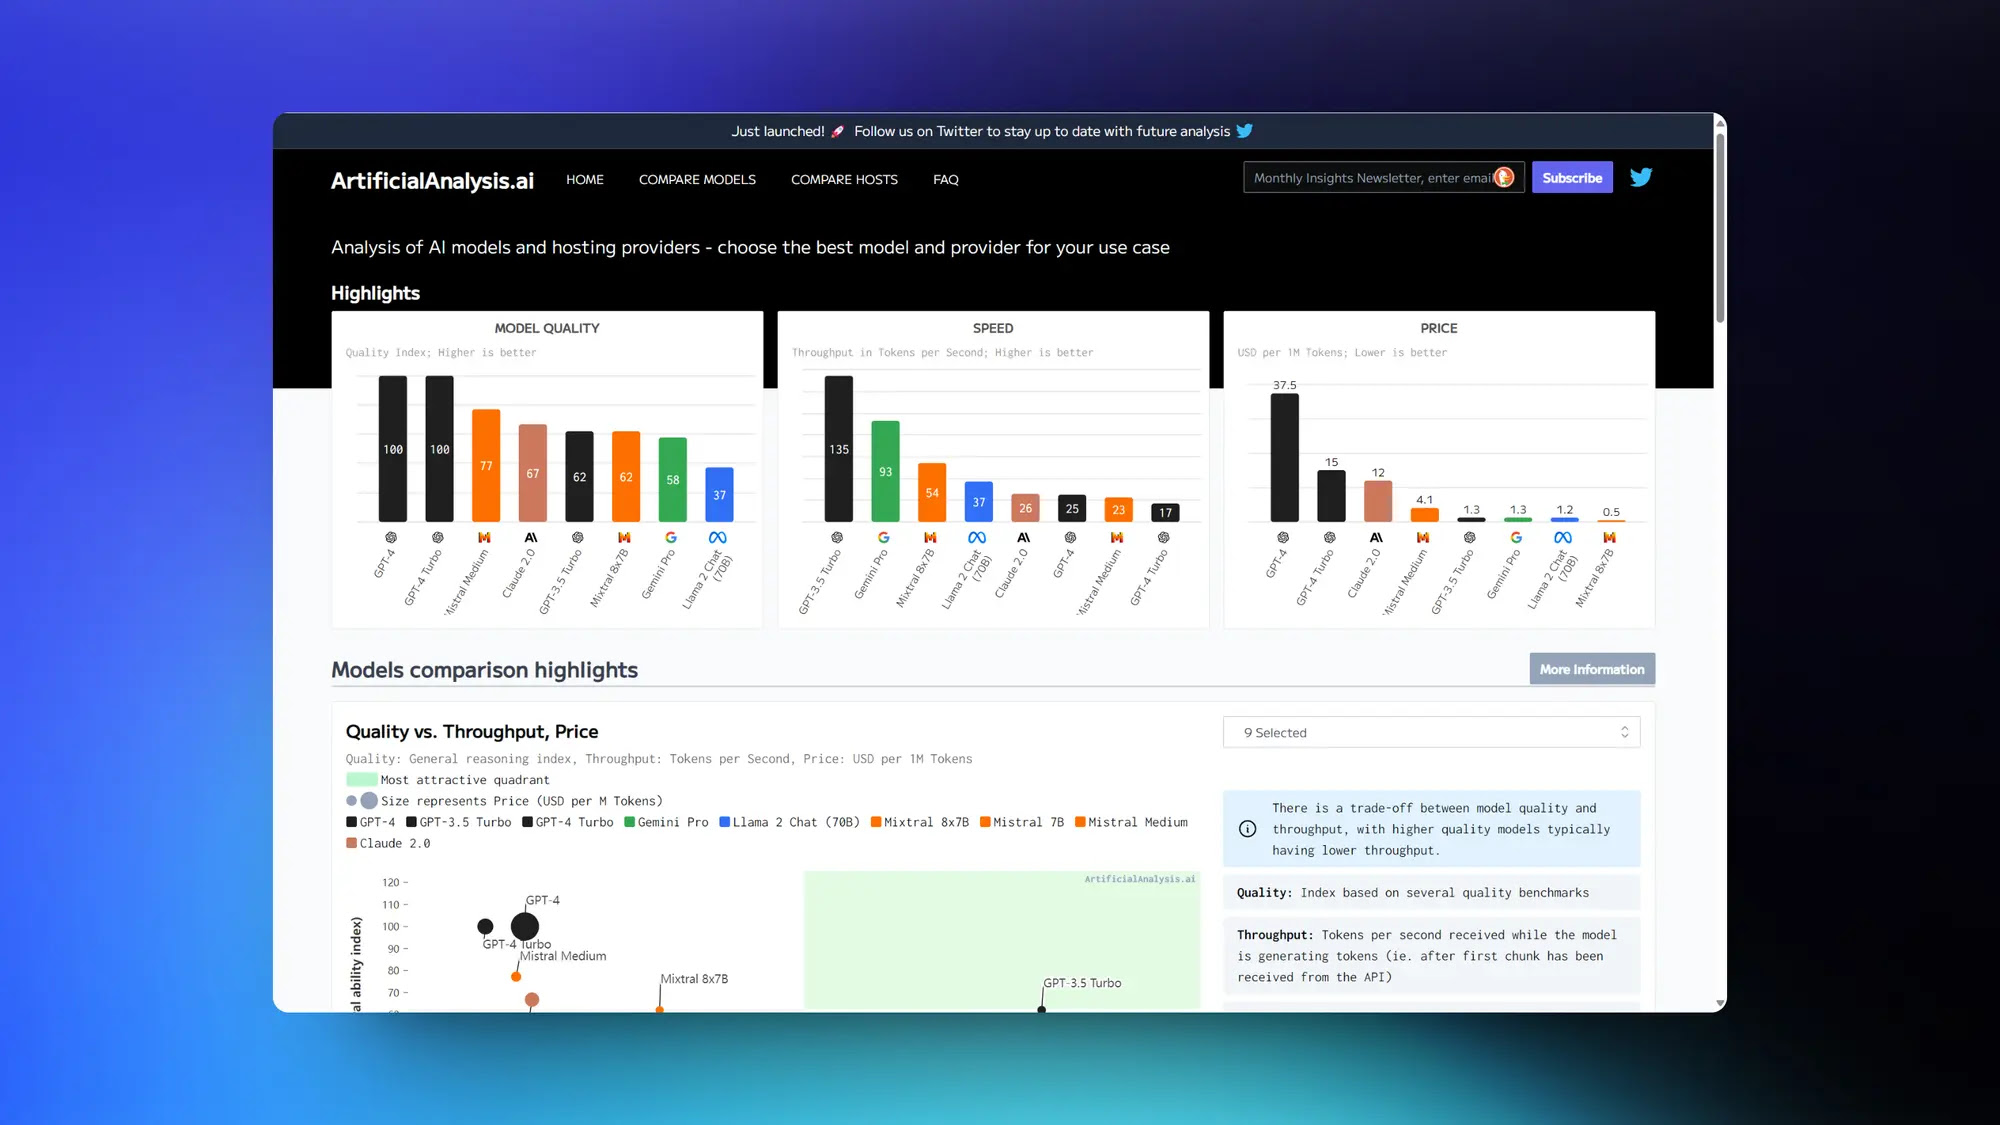 Just launched! 🚀 Follow us on Twitter to stay up to date with future analysis
ArtificialAnalysis.ai
HOME
COMPARE MODELS
COMPARE HOSTS
FAQ
Monthly Insights Newsletter, enter emai
Subscribe
Analysis of AI models and hosting providers - choose the best model and provider for your use case
Highlights
MODEL QUALITY
Quality Index; Higher is better
100
100
77
67
62
62
58
37
GPT-4
GPT-4 Turbo
Mistral Medium
Claude 2.0
GPT-3.5 Turbo
Mixtral 8x7B
Gemini Pro
Llama 2 Chat
(70B)
SPEED
Throughput in Tokens per Second; Higher is better
135
93
54
37
26
25
23
17
GPT-3.5 Turbo
Gemini Pro
Mixtral 8x7B
Llama 2 Chat
(70B)
Claude 2.0
GPT-4
Mistral Medium
GPT-4 Turbo
PRICE
USD per 1M Tokens; Lower is better
37.5
15
12
4.1
1.3
1.3
1.2
0.5
GPT-4
GPT-4 Turbo
Claude 2.0
Mistral Medium
GPT-3.5 Turbo
Gemini Pro
Llama 2 Chat
(70B)
Mixtral 8x7B
Models comparison highlights
More Information
Quality vs. Throughput, Price
Quality: General reasoning index, Throughput: Tokens per Second, Price: USD per 1M Tokens
Most attractive quadrant
Size represents Price (USD per M Tokens)
GPT-4 GPT-3.5 Turbo GPT-4 Turbo Gemini Pro Llama 2 Chat (70B) Mixtral 8x7B Mistral 7B Mistral Medium
Claude 2.0
120
110
100
90
80
70
al ability index)
ArtificialAnalysis.ai
GPT-4
GPT-4 Turbo
Mistral Medium
Mixtral 8x7B
GPT-3.5 Turbo
9 Selected
There is a trade-off between model quality and
throughput, with higher quality models typically
having lower throughput.
Quality: Index based on several quality benchmarks
Throughput: Tokens per second received while the model
is generating tokens (ie. after first chunk has been
received from the API)